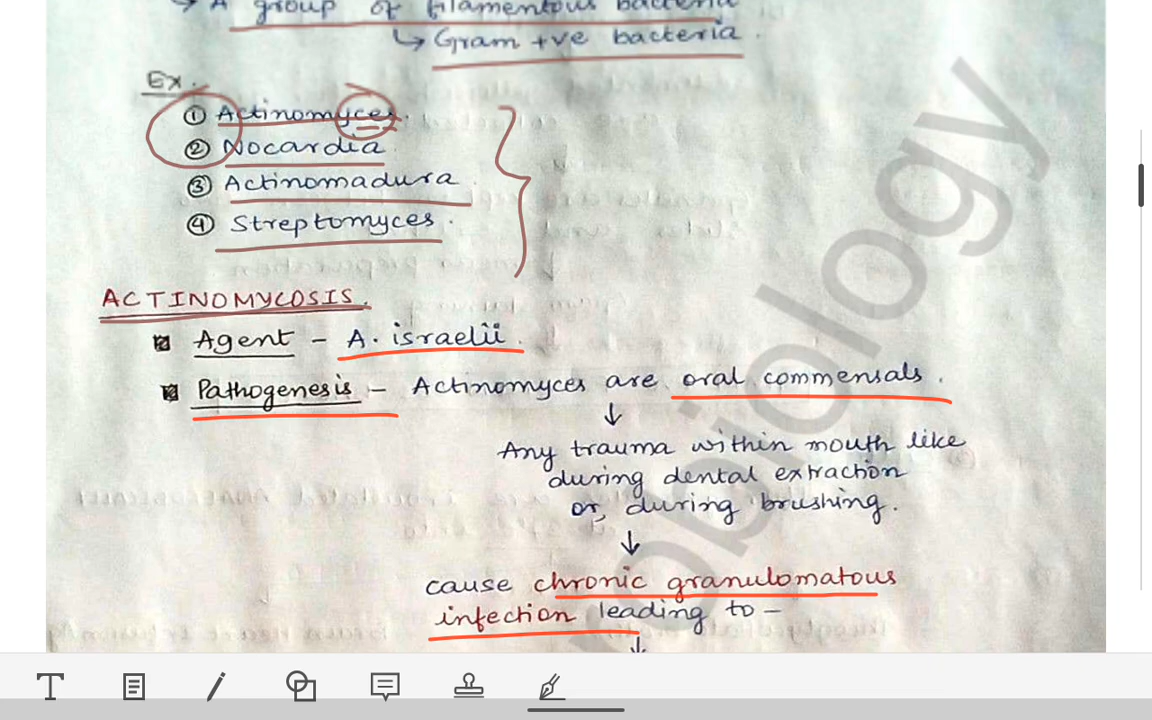 → A group of filamentous bacteria
↳ Gram +ve bacteria.
Ex.
① Actinomyces.
② Nocardia.
③ Actinomadura.
④ Streptomyces.
ACTINOMYCOSIS.
Agent - A. israelii.
Pathogenesis - Actinomyces are oral commensals.
↓
Any trauma within mouth like
during dental extraction
or, during brushing.
↓
cause chronic granulomatous
infection leading to -
↓
obiology
T